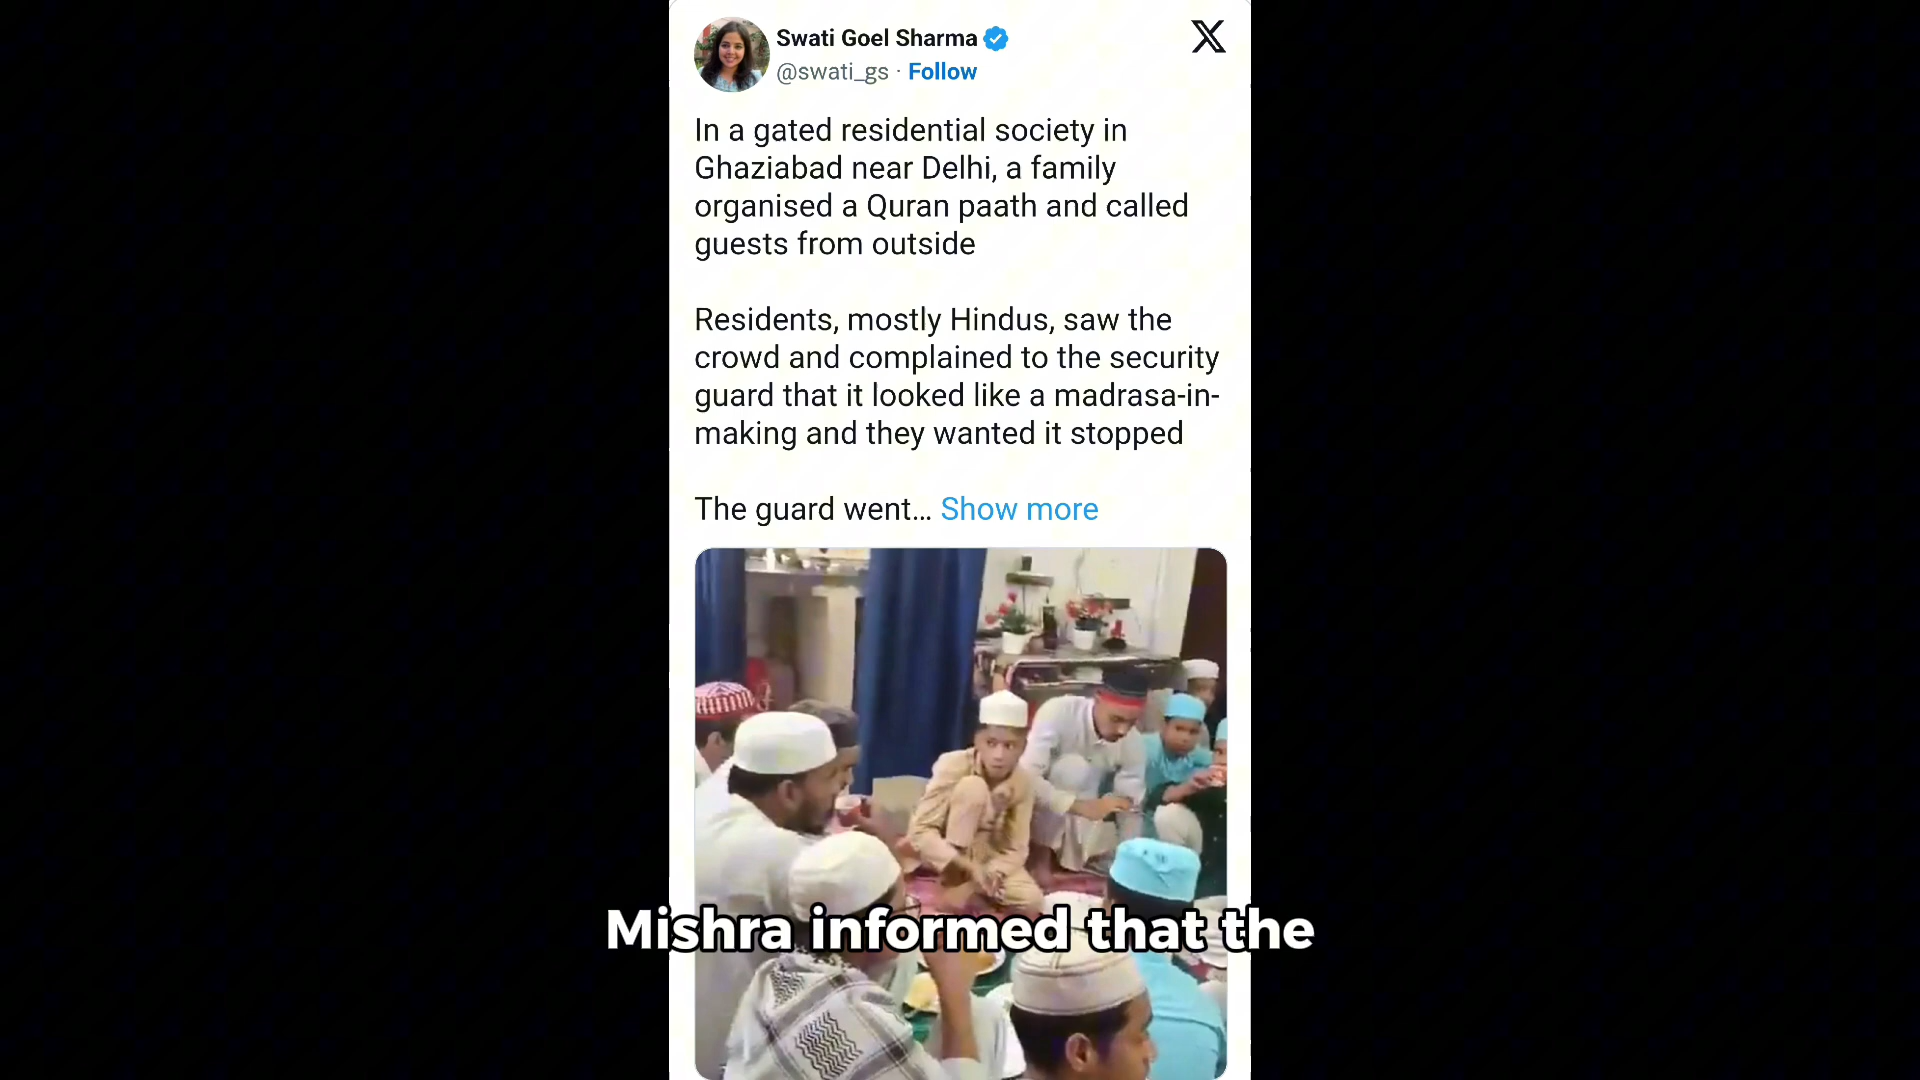 Swati Goel Sharma
@swati_gs · Follow
In a gated residential society in
Ghaziabad near Delhi, a family
organised a Quran paath and called
guests from outside
Residents, mostly Hindus, saw the
crowd and complained to the security
guard that it looked like a madrasa-in-
making and they wanted it stopped
The guard went... Show more
Mishra informed that the